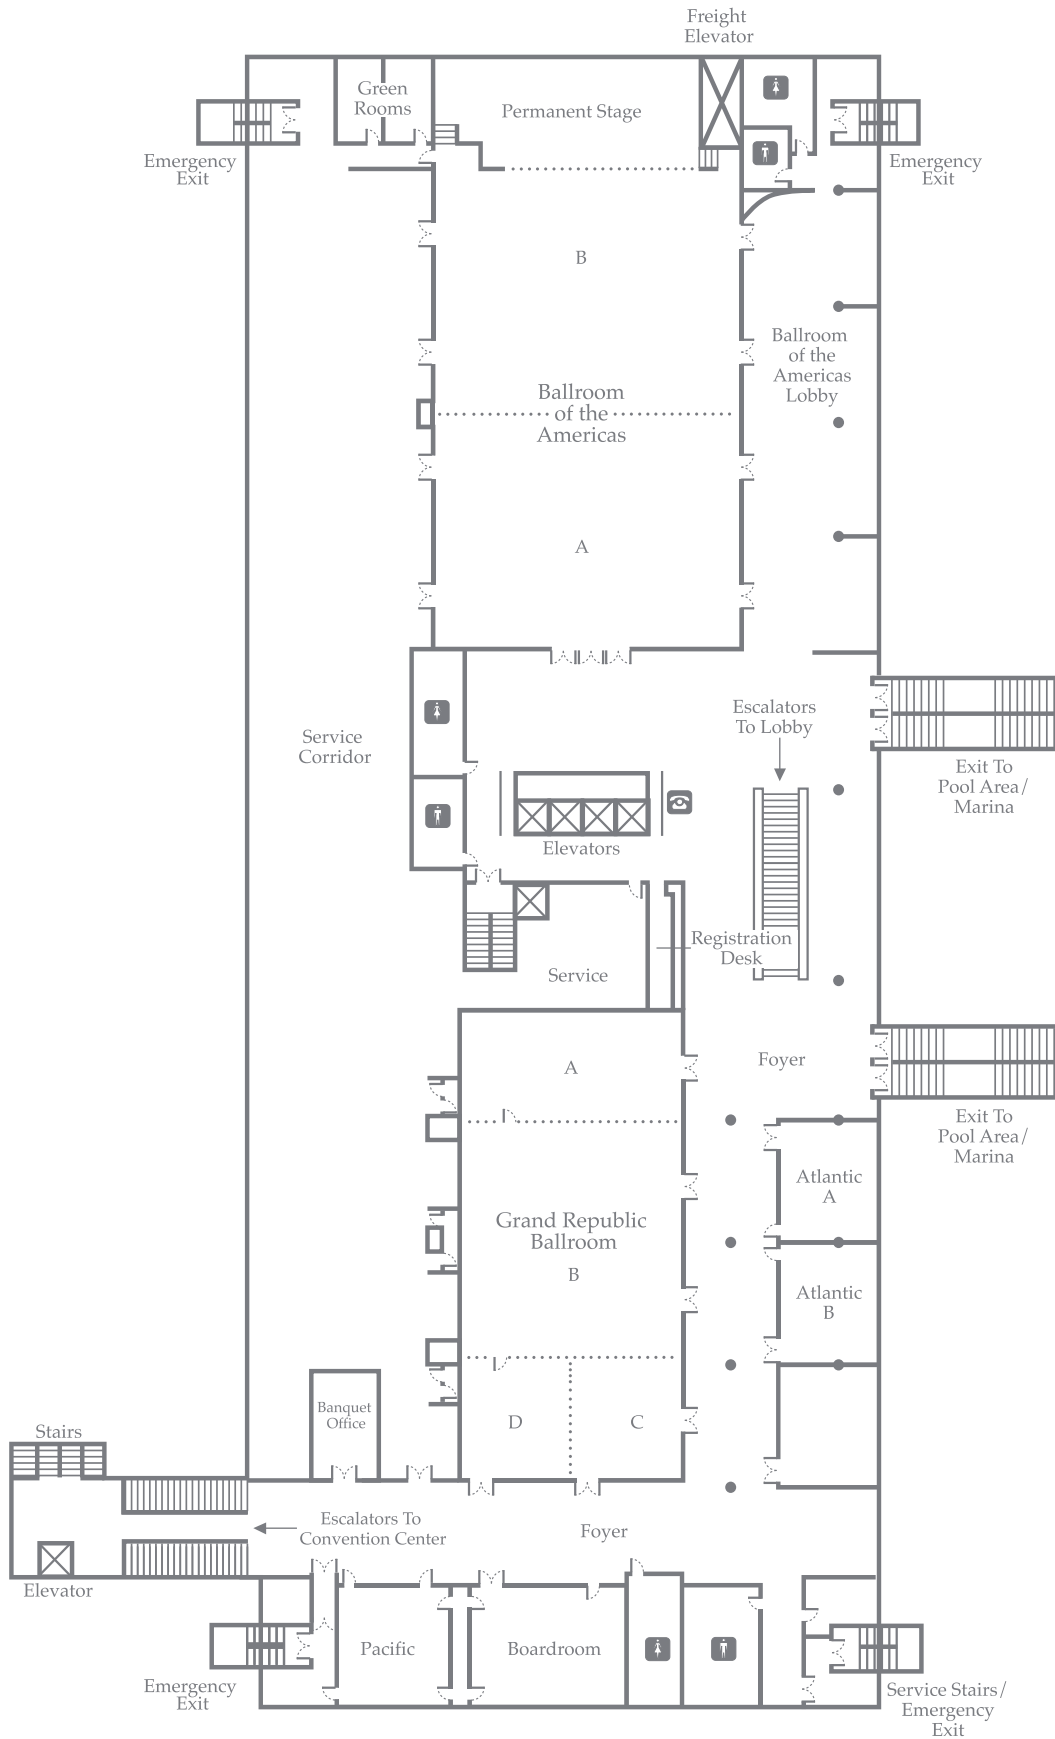 Freight
Elevator
Green
Rooms
Permanent Stage
Emergency
Exit
Emergency
Exit
B
Ballroom
of the
Americas
Lobby
Ballroom
of the
Americas
A
Escalators
To Lobby
Service
Corridor
Exit To
Pool Area/
Marina
Elevators
Registration
Desk
Service
A
Foyer
Exit To
Pool Area/
Marina
Atlantic
A
Grand Republic
Ballroom
B
Atlantic
B
Banquet
Office
D
C
Stairs
Escalators To
Convention Center
Foyer
Elevator
Pacific
Boardroom
Emergency
Exit
Service Stairs/
Emergency
Exit